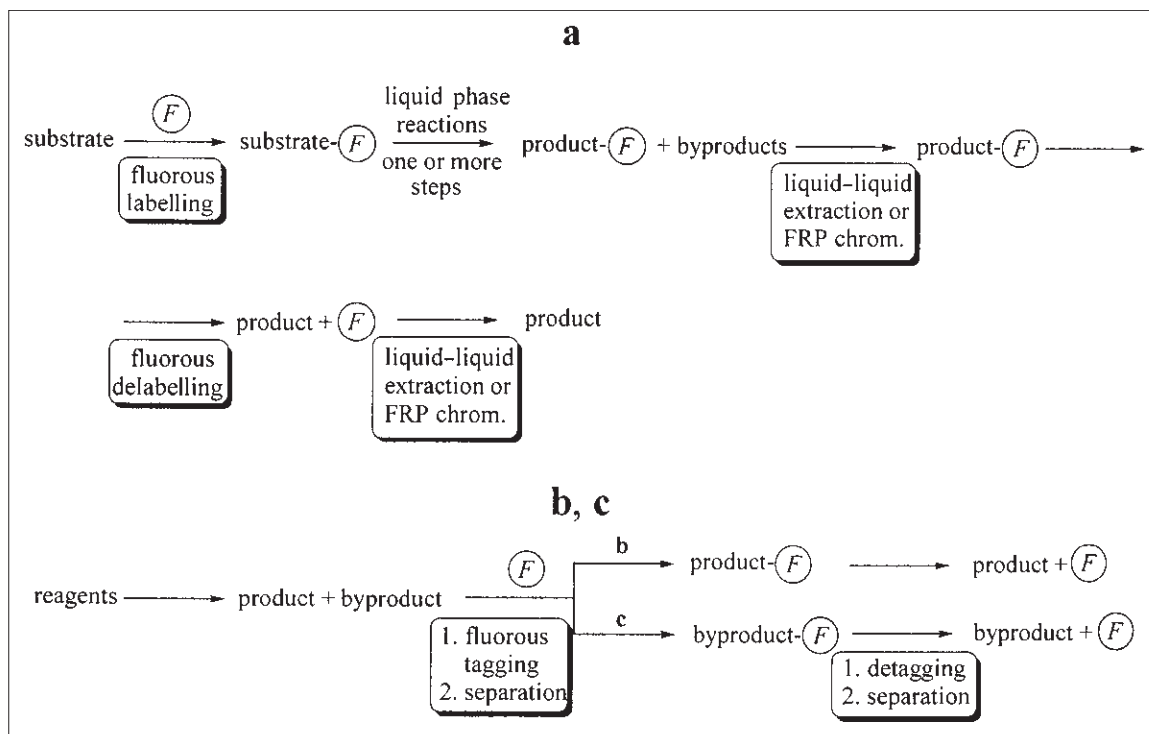 a
F
substrate
fluorous
labelling
substrate-F
liquid phase
reactions
one or more
steps
product-F + byproducts
liquid–liquid
extraction or
FRP chrom.
product-F
fluorous
delabelling
product + F
liquid–liquid
extraction or
FRP chrom.
product
b, c
reagents
product + byproduct
F
1. fluorous
tagging
2. separation
b
product-F
product + F
c
byproduct-F
1. detagging
2. separation
byproduct + F